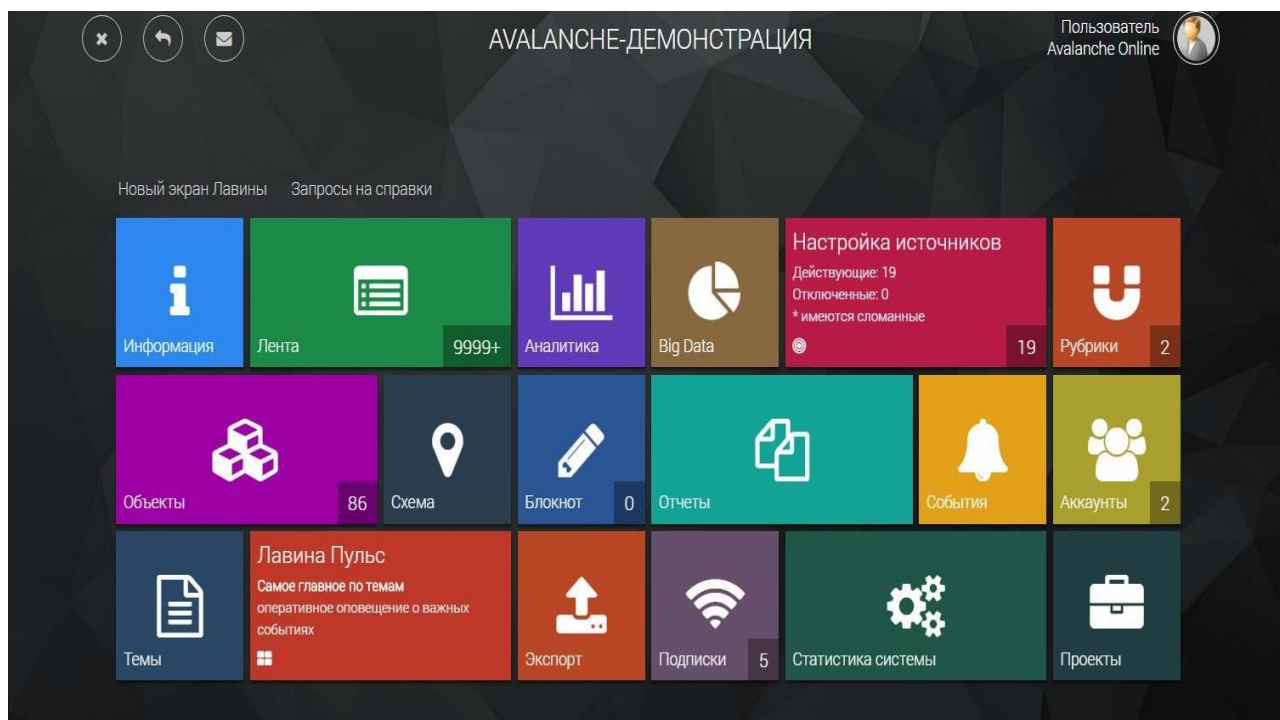 AVALANCHE-ДЕМОНСТРАЦИЯ
Пользователь
Avalanche Online
Новый экран Лавины
Запросы на справки
Информация
Лента
9999+
Аналитика
Big Data
Настройка источников
Действующие: 19
Отключенные: 0
* имеются сломанные
19
Рубрики
2
Объекты
86
Схема
Блокнот
0
Отчеты
События
Аккаунты
2
Темы
Лавина Пульс
Самое главное по темам
оперативное оповещение о важных
событиях
Экспорт
Подписки
5
Статистика системы
Проекты